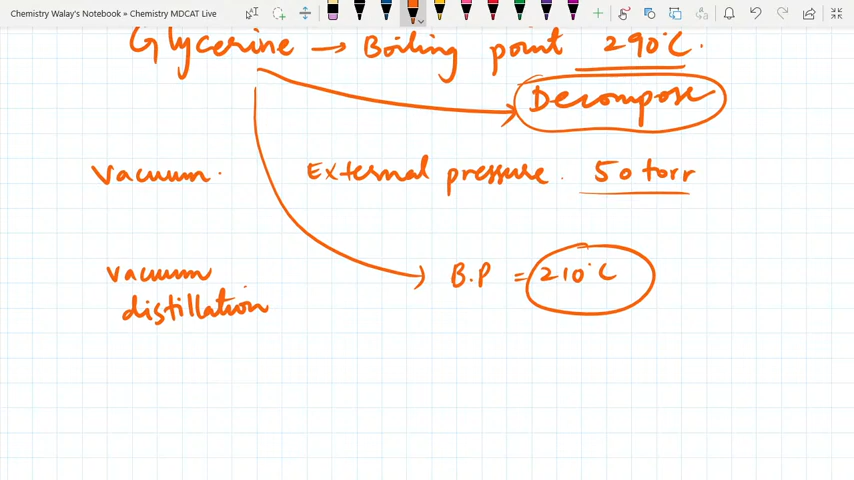 Chemistry Walay's Notebook » Chemistry MDCAT Live
Glycerine → Boiling point 290°C.
Decompose
Vacuum. External pressure. 50 torr
vacuum → B.P = 210°C
distillation